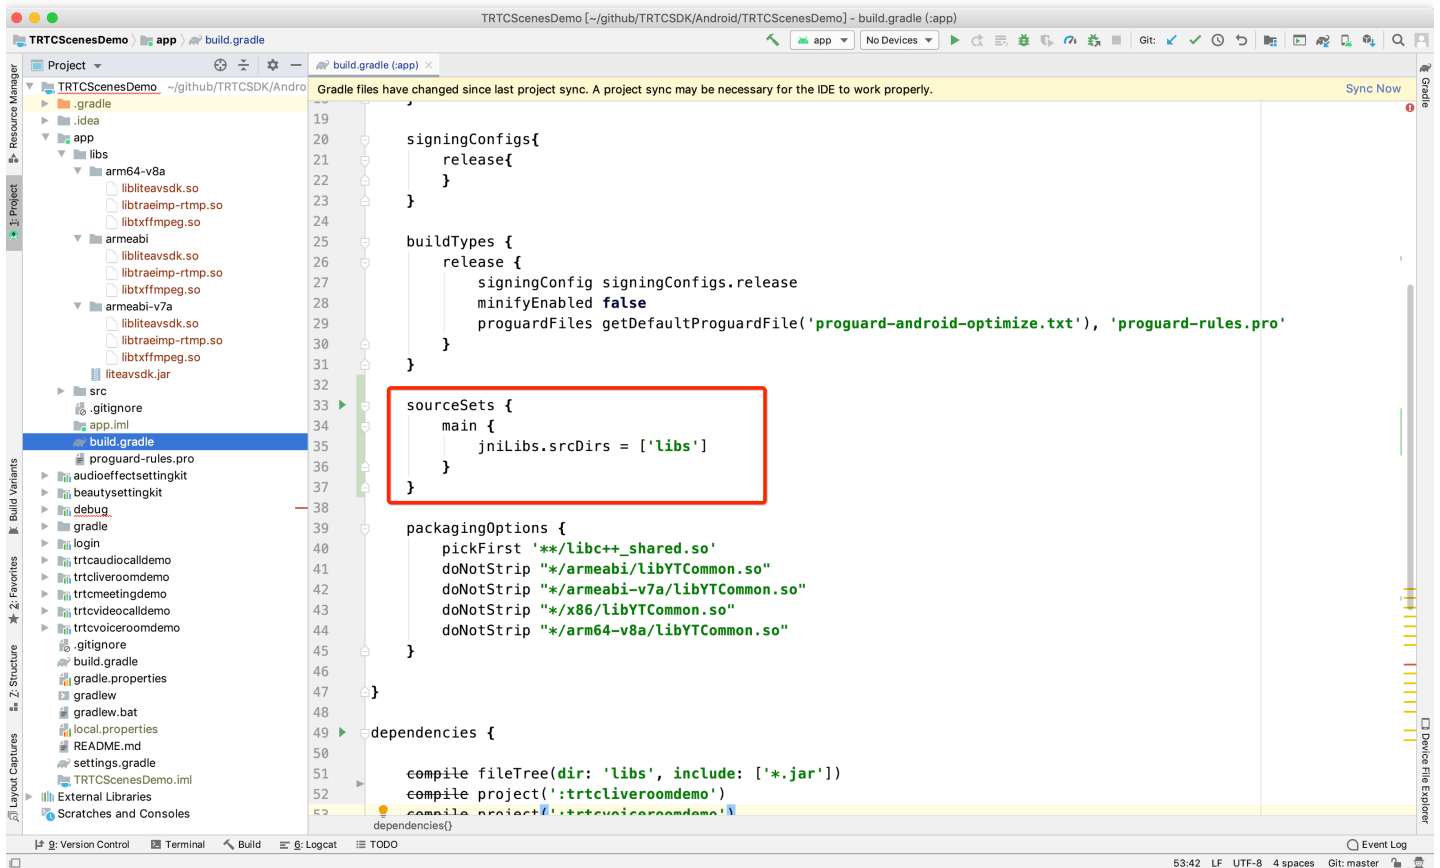 TRTCScenesDemo [~/github/TRTCSDK/Android/TRTCScenesDemo] - build.gradle (:app)
TRTCScenesDemo app build.gradle
app No Devices Git:
Project
build.gradle (:app)
Gradle files have changed since last project sync. A project sync may be necessary for the IDE to work properly. Sync Now
Resource Manager
1: Project
Build Variants
2: Favorites
7: Structure
Layout Captures
TRTCScenesDemo ~/github/TRTCSDK/Andro
.gradle
.idea
app
libs
arm64-v8a
libliteavsdk.so
libtraeimp-rtmp.so
libtxffmpeg.so
armeabi
libliteavsdk.so
libtraeimp-rtmp.so
libtxffmpeg.so
armeabi-v7a
libliteavsdk.so
libtraeimp-rtmp.so
libtxffmpeg.so
liteavsdk.jar
src
.gitignore
app.iml
build.gradle
proguard-rules.pro
audioeffectsettingkit
beautysettingkit
debug
gradle
login
trtcaudiocalldemo
trtcliveroomdemo
trtcmeetingdemo
trtcvideocalldemo
trtcvoiceroomdemo
.gitignore
build.gradle
gradle.properties
gradlew
gradlew.bat
local.properties
README.md
settings.gradle
TRTCScenesDemo.iml
External Libraries
Scratches and Consoles
19
20 signingConfigs{
21 release{
22 }
23 }
24
25 buildTypes {
26 release {
27 signingConfig signingConfigs.release
28 minifyEnabled false
29 proguardFiles getDefaultProguardFile('proguard-android-optimize.txt'), 'proguard-rules.pro'
30 }
31 }
32
33 sourceSets {
34 main {
35 jniLibs.srcDirs = ['libs']
36 }
37 }
38
39 packagingOptions {
40 pickFirst '**/libc++_shared.so'
41 doNotStrip "*/armeabi/libYTCommon.so"
42 doNotStrip "*/armeabi-v7a/libYTCommon.so"
43 doNotStrip "*/x86/libYTCommon.so"
44 doNotStrip "*/arm64-v8a/libYTCommon.so"
45 }
46
47 }
48
49 dependencies {
50
51 compile fileTree(dir: 'libs', include: ['*.jar'])
52 compile project(':trtcliveroomdemo')
53 compile project(':trtcvoiceroomdemo')
dependencies{}
Gradle
Device File Explorer
9: Version Control Terminal Build 6: Logcat TODO Event Log
53:42 LF UTF-8 4 spaces Git: master